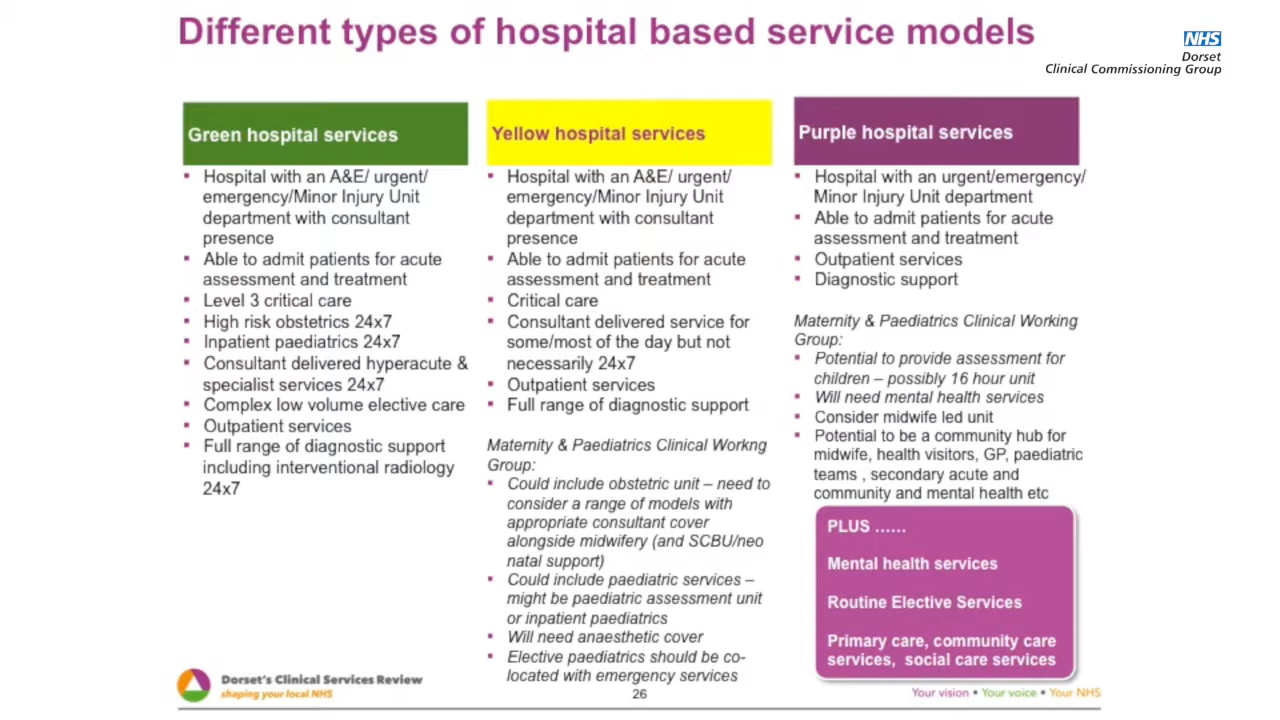 Different types of hospital based service models
NHS
Dorset
Clinical Commissioning Group
Green hospital services
▪ Hospital with an A&E/ urgent/
emergency/Minor Injury Unit
department with consultant
presence
▪ Able to admit patients for acute
assessment and treatment
▪ Level 3 critical care
▪ High risk obstetrics 24x7
▪ Inpatient paediatrics 24x7
▪ Consultant delivered hyperacute &
specialist services 24x7
▪ Complex low volume elective care
▪ Outpatient services
▪ Full range of diagnostic support
including interventional radiology
24x7
Yellow hospital services
▪ Hospital with an A&E/ urgent/
emergency/Minor Injury Unit
department with consultant
presence
▪ Able to admit patients for acute
assessment and treatment
▪ Critical care
▪ Consultant delivered service for
some/most of the day but not
necessarily 24x7
▪ Outpatient services
▪ Full range of diagnostic support
Maternity & Paediatrics Clinical Workng
Group:
▪ Could include obstetric unit – need to
consider a range of models with
appropriate consultant cover
alongside midwifery (and SCBU/neo
natal support)
▪ Could include paediatric services –
might be paediatric assessment unit
or inpatient paediatrics
▪ Will need anaesthetic cover
▪ Elective paediatrics should be co-
located with emergency services
Purple hospital services
▪ Hospital with an urgent/emergency/
Minor Injury Unit department
▪ Able to admit patients for acute
assessment and treatment
▪ Outpatient services
▪ Diagnostic support
Maternity & Paediatrics Clinical Working
Group:
▪ Potential to provide assessment for
children – possibly 16 hour unit
▪ Will need mental health services
▪ Consider midwife led unit
▪ Potential to be a community hub for
midwife, health visitors, GP, paediatric
teams , secondary acute and
community and mental health etc
PLUS ......
Mental health services
Routine Elective Services
Primary care, community care
services, social care services
Dorset's Clinical Services Review
shaping your local NHS
26
Your vision • Your voice • Your NHS